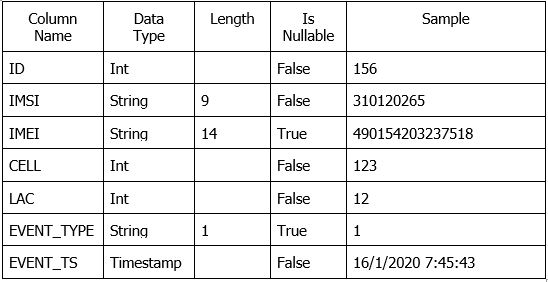 Column Name Data Type Length Is Nullable Sample
ID Int False 156
IMSI String 9 False 310120265
IMEI String 14 True 490154203237518
CELL Int False 123
LAC Int False 12
EVENT_TYPE String 1 True 1
EVENT_TS Timestamp False 16/1/2020 7:45:43